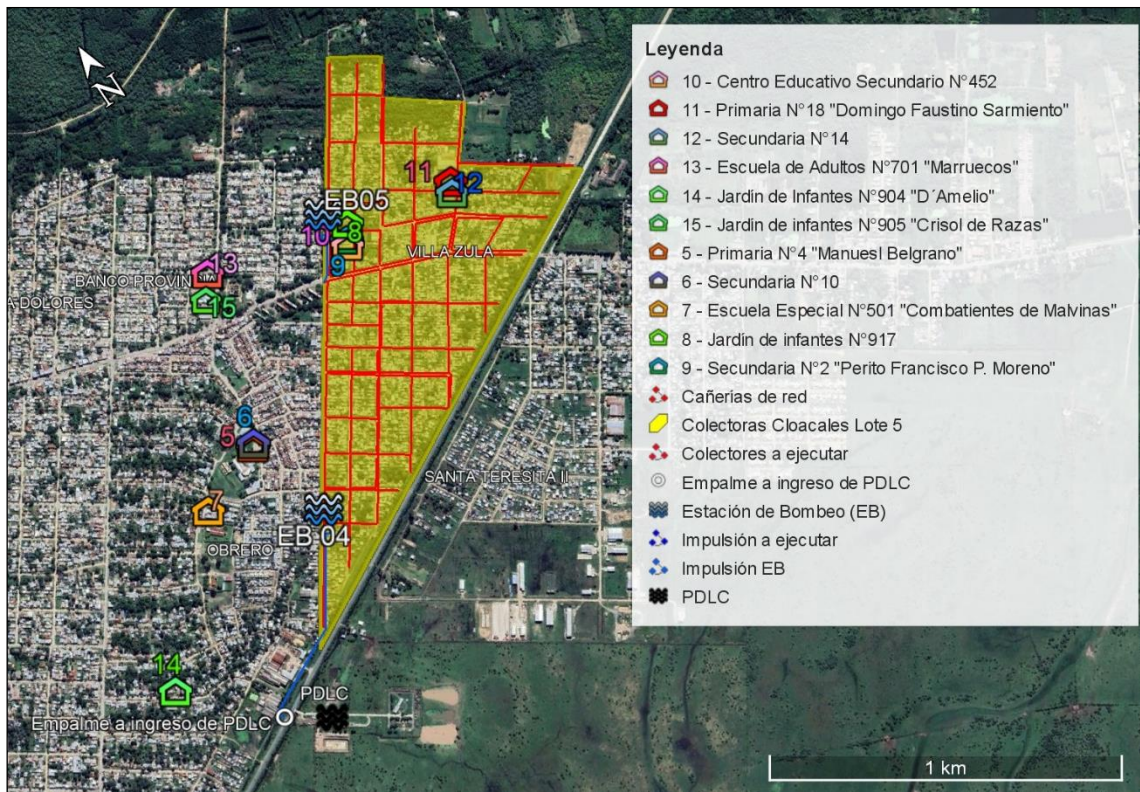 N
Leyenda
10 - Centro Educativo Secundario N°452
11 - Primaria N°18 "Domingo Faustino Sarmiento"
12 - Secundaria N°14
13 - Escuela de Adultos N°701 "Marruecos"
14 - Jardin de Infantes N°904 "D´Amelio"
15 - Jardin de infantes N°905 "Crisol de Razas"
5 - Primaria N°4 "Manuesl Belgrano"
6 - Secundaria N°10
7 - Escuela Especial N°501 "Combatientes de Malvinas"
8 - Jardín de infantes N°917
9 - Secundaria N°2 "Perito Francisco P. Moreno"
Cañerias de red
Colectoras Cloacales Lote 5
Colectores a ejecutar
Empalme a ingreso de PDLC
Estación de Bombeo (EB)
Impulsión a ejecutar
Impulsión EB
PDLC
11
12
EB05
8
10
VILLA ZULA
9
13
BANCO PROVINCIA
A DOLORES
15
6
5
SANTA TERESITA II
7
EB 04
OBRERO
14
PDLC
Empalme a ingreso de PDLC
1 km